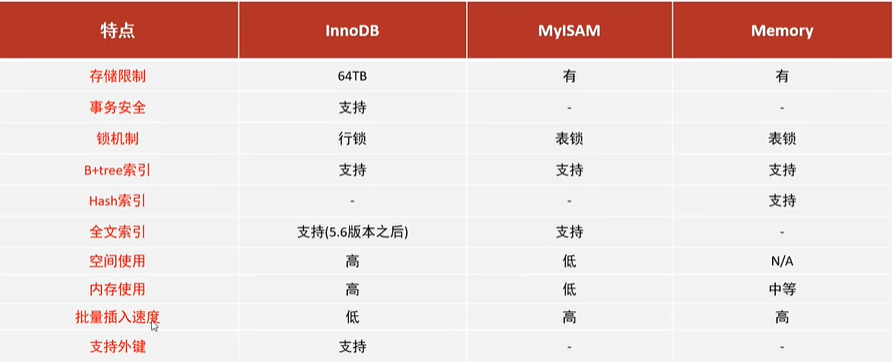 特点 InnoDB MyISAM Memory
存储限制 64TB 有 有
事务安全 支持 - -
锁机制 行锁 表锁 表锁
B+tree索引 支持 支持 支持
Hash索引 - - 支持
全文索引 支持(5.6版本之后) 支持 -
空间使用 高 低 N/A
内存使用 高 低 中等
批量插入速度 低 高 高
支持外键 支持 - -